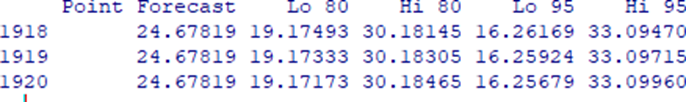 Point Forecast Lo 80 Hi 80 Lo 95 Hi 95
1918 24.67819 19.17493 30.18145 16.26169 33.09470
1919 24.67819 19.17333 30.18305 16.25924 33.09715
1920 24.67819 19.17173 30.18465 16.25679 33.09960